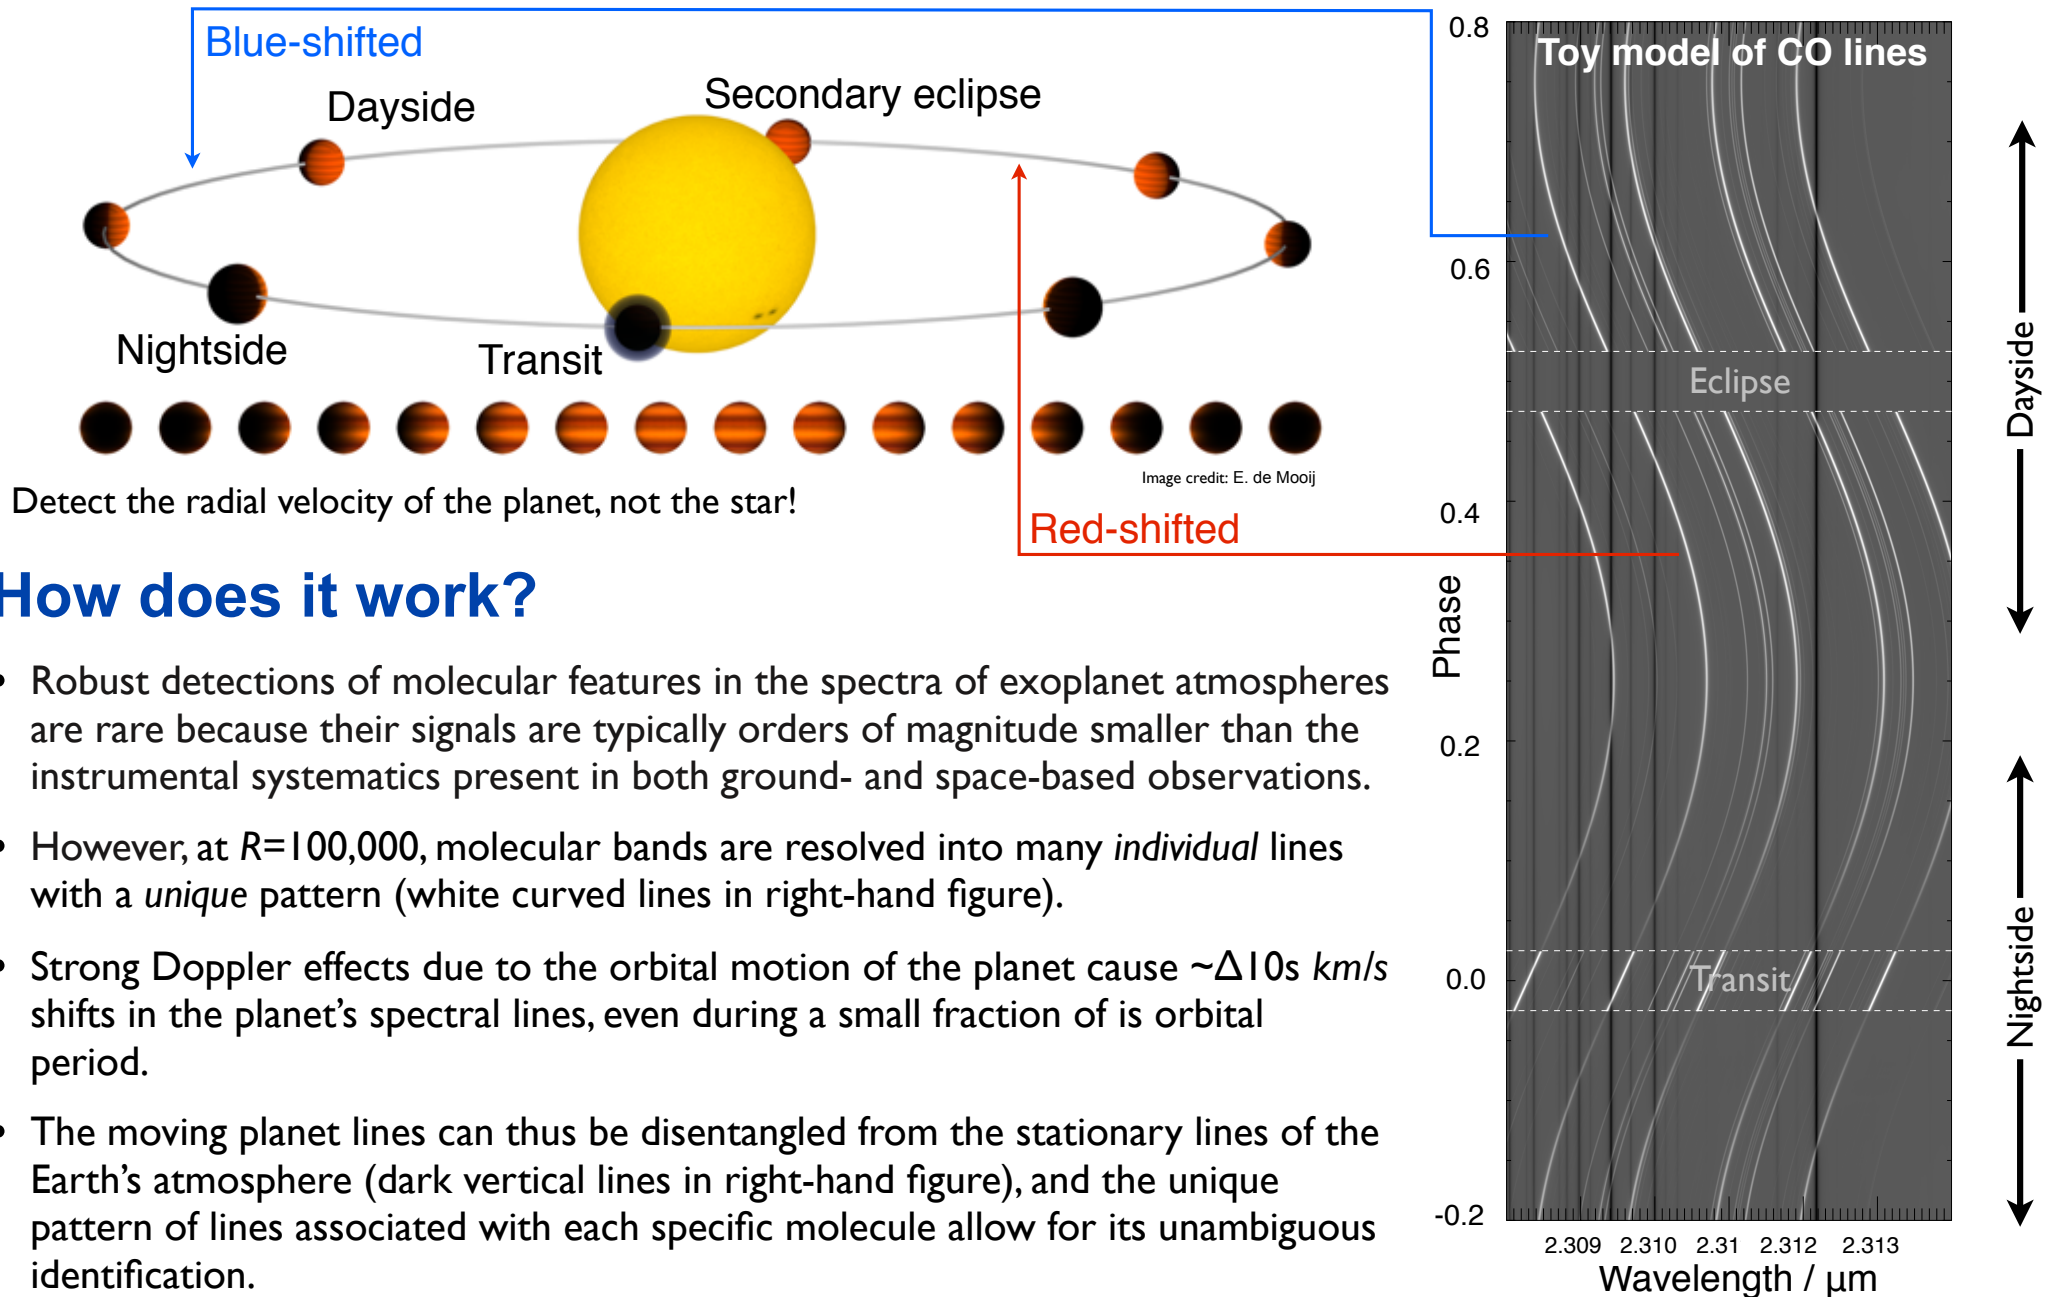 Blue-shifted
Dayside
Secondary eclipse
Nightside
Transit
Image credit: E. de Mooij
Detect the radial velocity of the planet, not the star!
Red-shifted
How does it work?
• Robust detections of molecular features in the spectra of exoplanet atmospheres
are rare because their signals are typically orders of magnitude smaller than the
instrumental systematics present in both ground- and space-based observations.
• However, at R=100,000, molecular bands are resolved into many individual lines
with a unique pattern (white curved lines in right-hand figure).
• Strong Doppler effects due to the orbital motion of the planet cause ~Δ10s km/s
shifts in the planet's spectral lines, even during a small fraction of is orbital
period.
• The moving planet lines can thus be disentangled from the stationary lines of the
Earth's atmosphere (dark vertical lines in right-hand figure), and the unique
pattern of lines associated with each specific molecule allow for its unambiguous
identification.
Toy model of CO lines
0.8
0.6
Eclipse
0.4
Phase
0.2
0.0
Transit
-0.2
2.309 2.310 2.31 2.312 2.313
Wavelength / μm
Dayside
Nightside